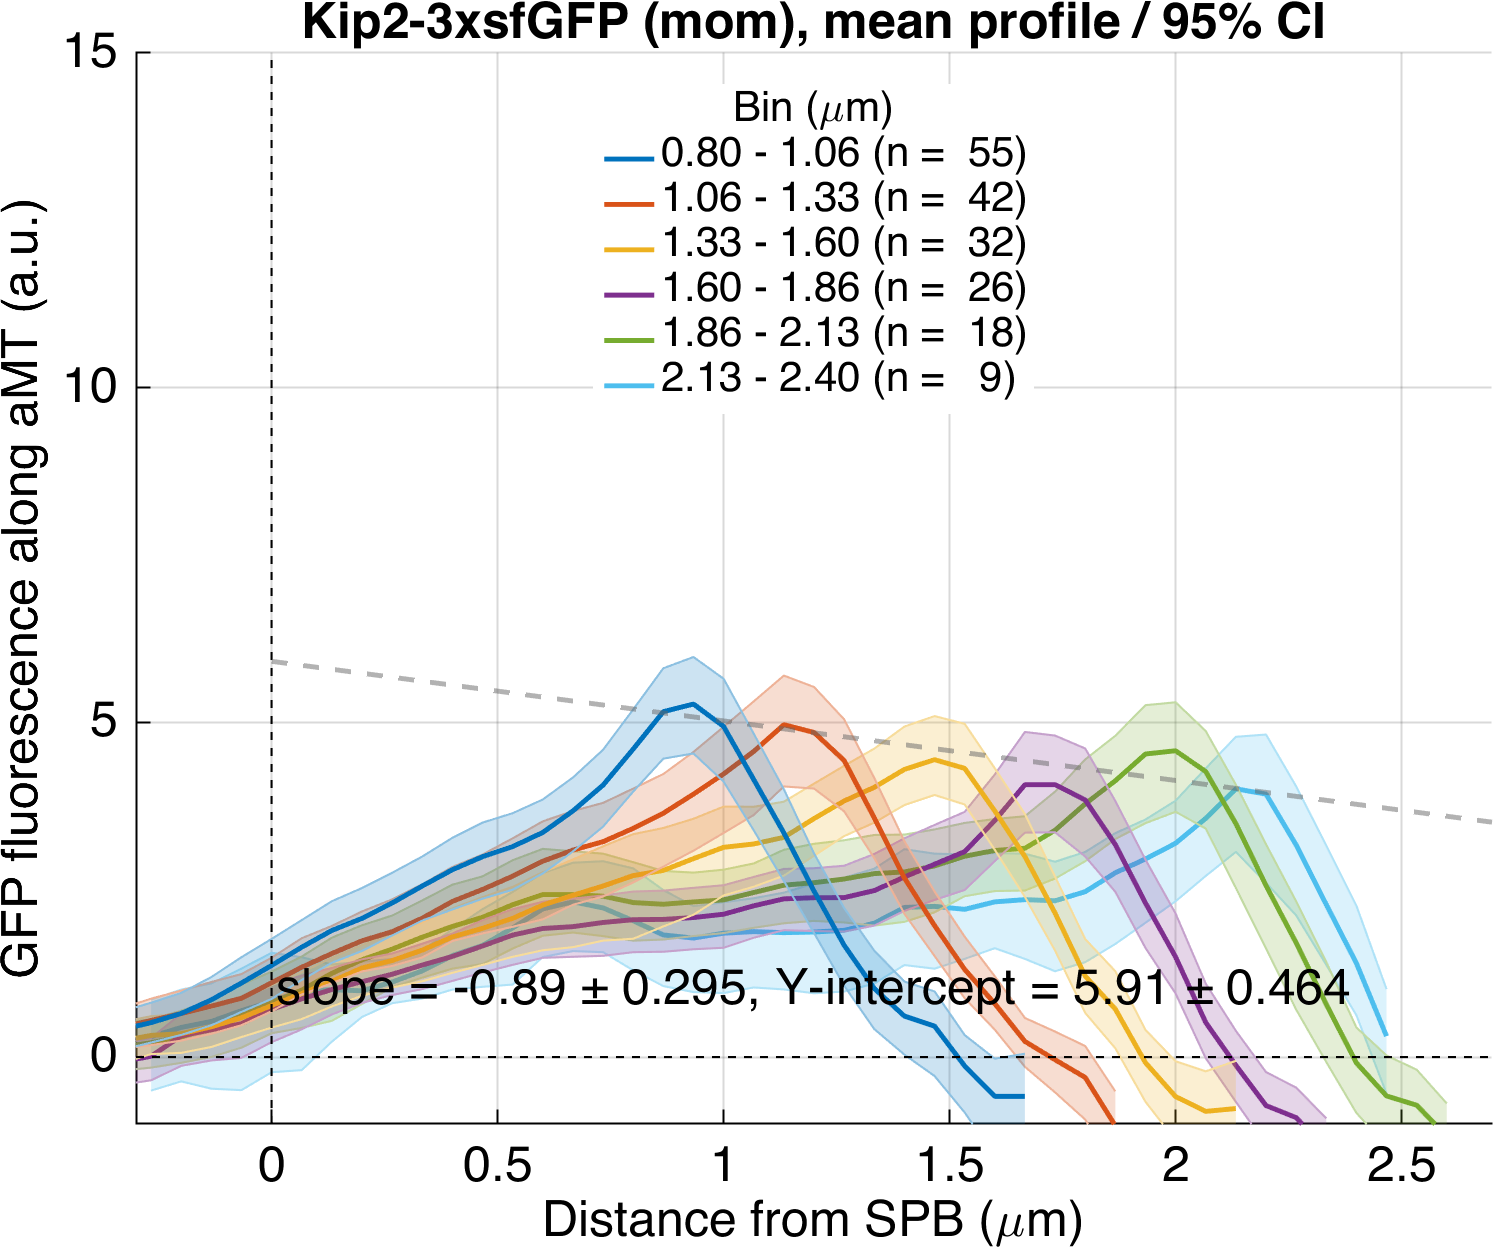 Kip2-3xsfGFP (mom), mean profile / 95% CI
15
10
5
0
GFP fluorescence along aMT (a.u.)
Bin (μm)
0.80 - 1.06 (n = 55)
1.06 - 1.33 (n = 42)
1.33 - 1.60 (n = 32)
1.60 - 1.86 (n = 26)
1.86 - 2.13 (n = 18)
2.13 - 2.40 (n = 9)
slope = -0.89 ± 0.295, Y-intercept = 5.91 ± 0.464
0 0.5 1 1.5 2 2.5
Distance from SPB (μm)